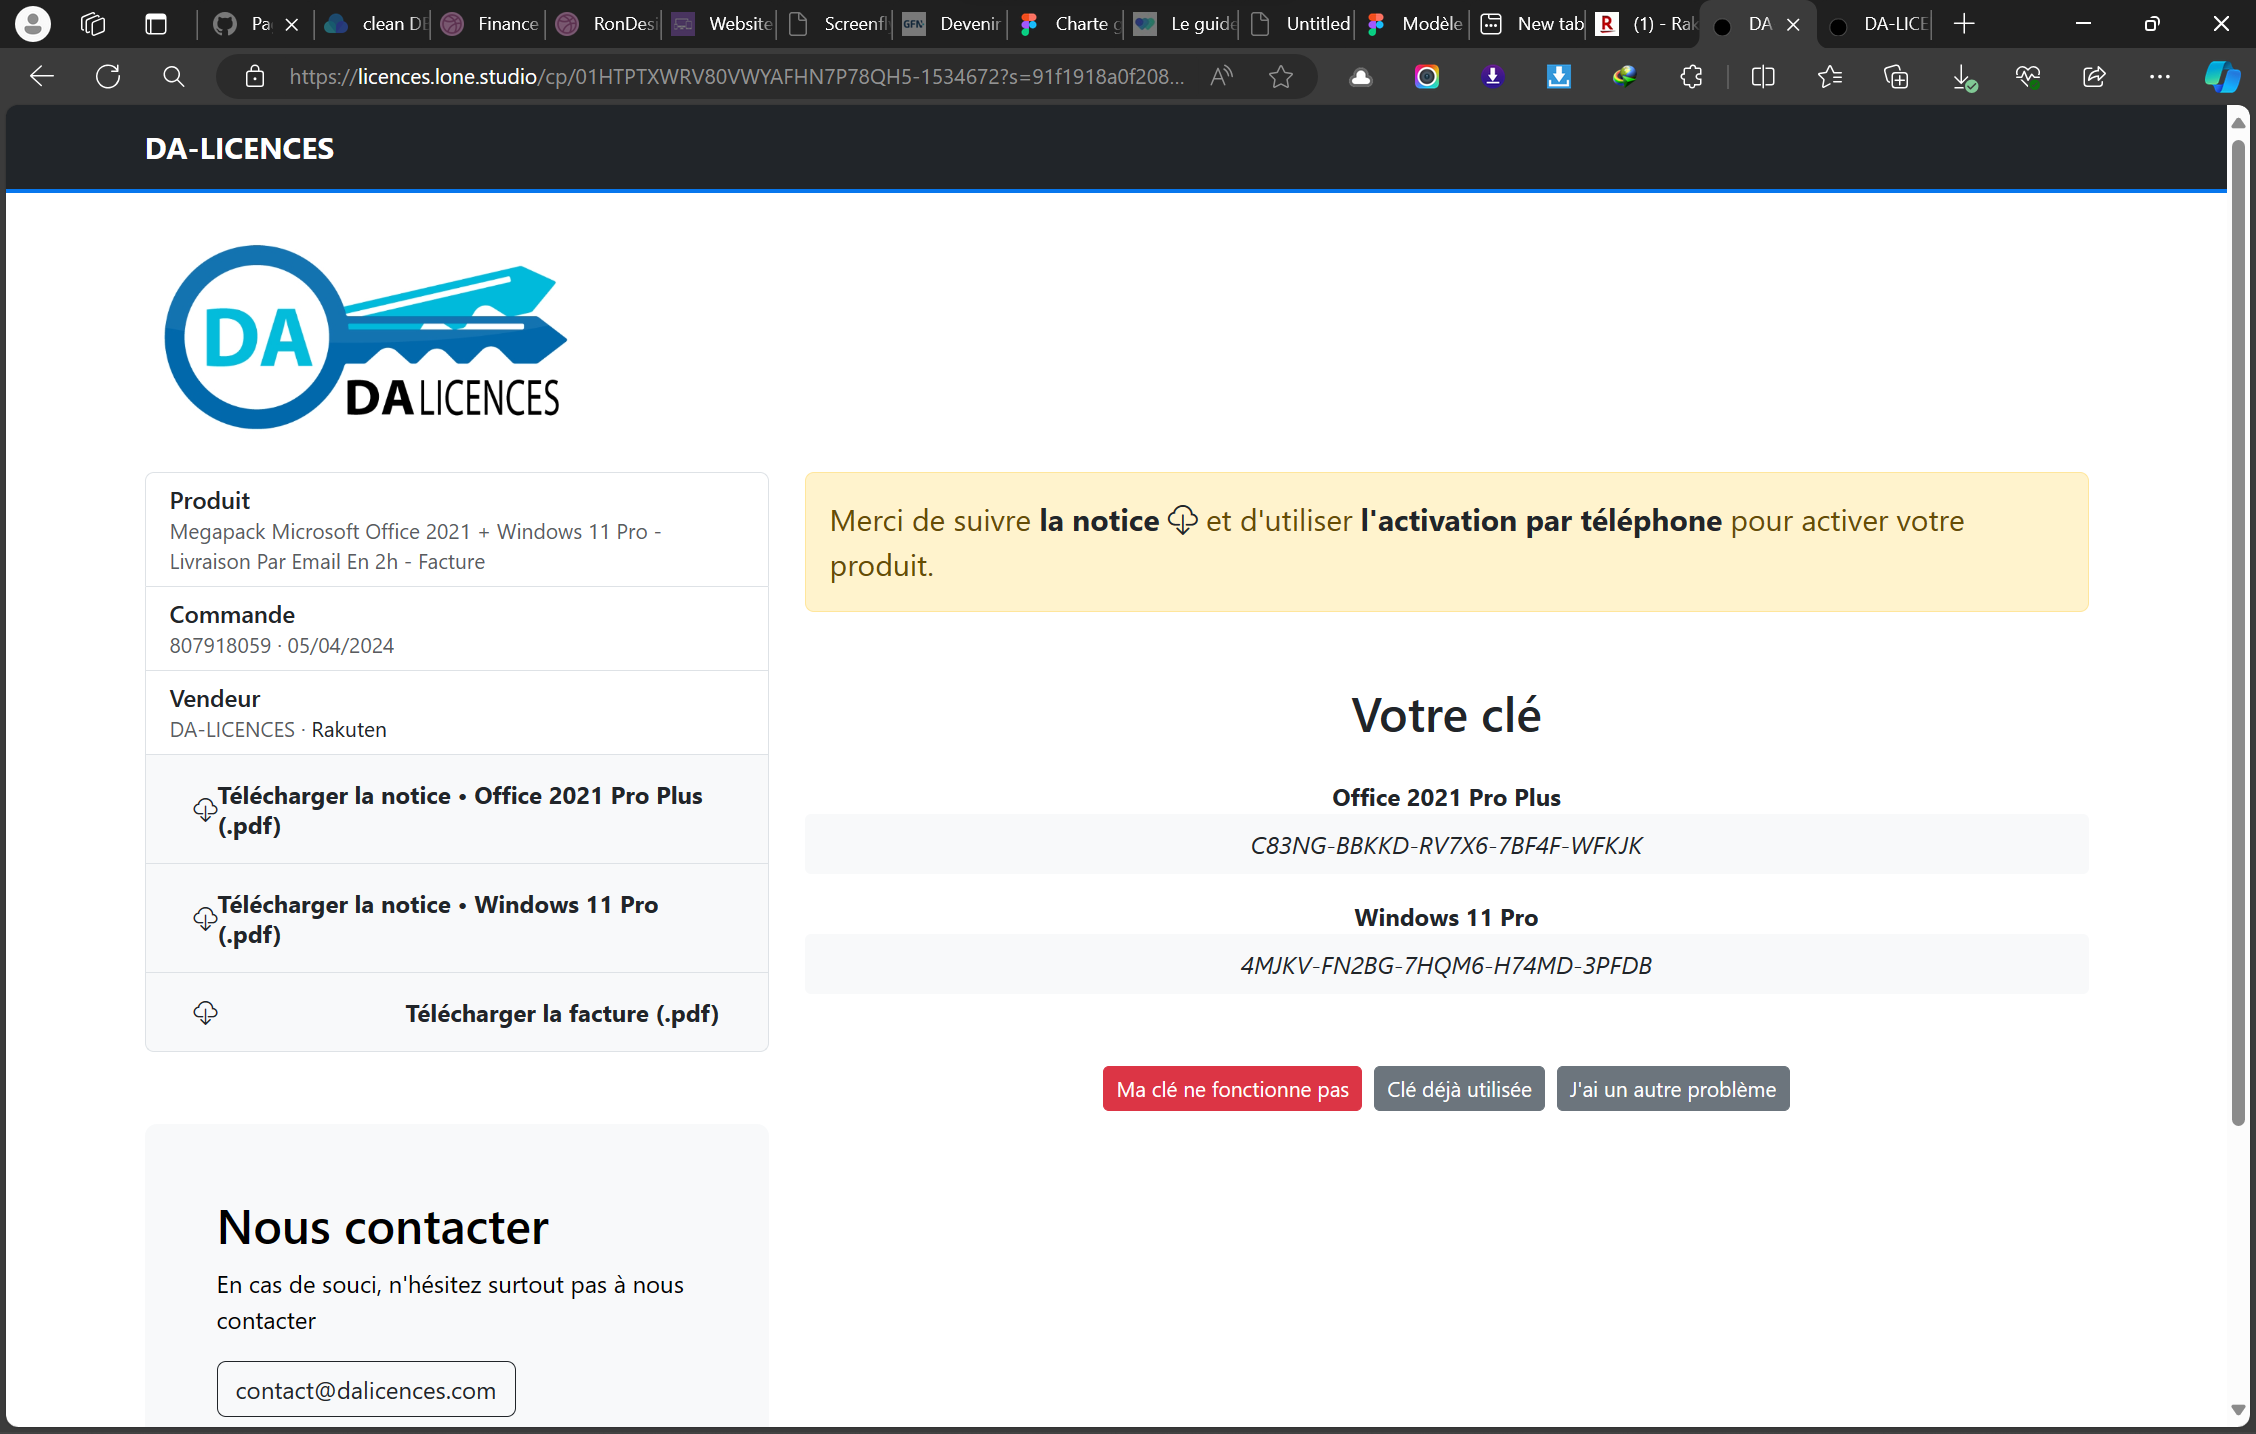 Pa
clean DE
Finance
RonDesi
Website
Screenfl
GFN
Devenir
Charte g
Le guide
Untitled
Modèle
New tab
R
(1) - Rak
DA
DA-LICE
https://licences.lone.studio/cp/01HTPTXWRV80VWYAFHN7P78QH5-1534672?s=91f1918a0f208...
DA-LICENCES
DA
DA LICENCES
Produit
Megapack Microsoft Office 2021 + Windows 11 Pro -
Livraison Par Email En 2h - Facture
Commande
807918059 · 05/04/2024
Vendeur
DA-LICENCES · Rakuten
Télécharger la notice • Office 2021 Pro Plus
(.pdf)
Télécharger la notice • Windows 11 Pro
(.pdf)
Télécharger la facture (.pdf)
Nous contacter
En cas de souci, n'hésitez surtout pas à nous
contacter
contact@dalicences.com
Merci de suivre la notice et d'utiliser l'activation par téléphone pour activer votre
produit.
Votre clé
Office 2021 Pro Plus
C83NG-BBKKD-RV7X6-7BF4F-WFKJK
Windows 11 Pro
4MJKV-FN2BG-7HQM6-H74MD-3PFDB
Ma clé ne fonctionne pas
Clé déjà utilisée
J'ai un autre problème